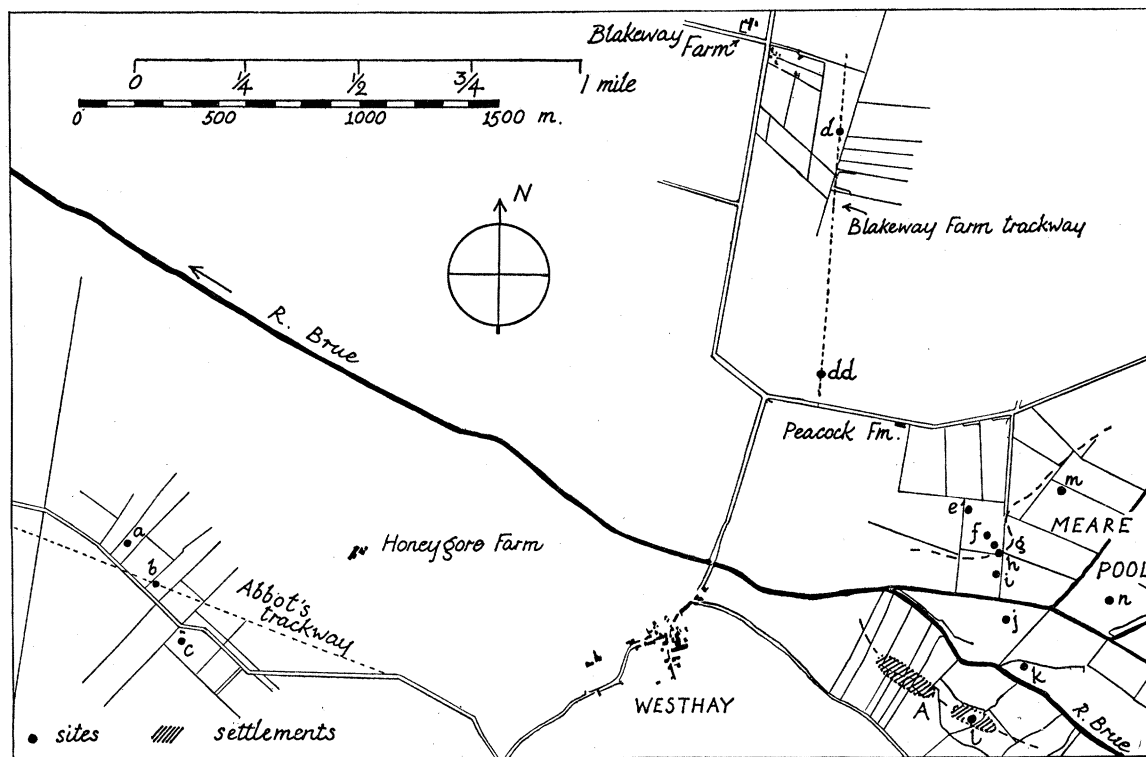 Blakeway
Farm
0 1/4 1/2 3/4 1 mile
0 500 1000 1500 m.
d
N
Blakeway Farm trackway
R. Brue
dd
Peacock Fm.
m
e
MEARE
f
g
a
Honeygore Farm
h
POOL
b
i
n
Abbot's
trackway
j
c
k
WESTHAY
A
l
R. Brue
sites settlements